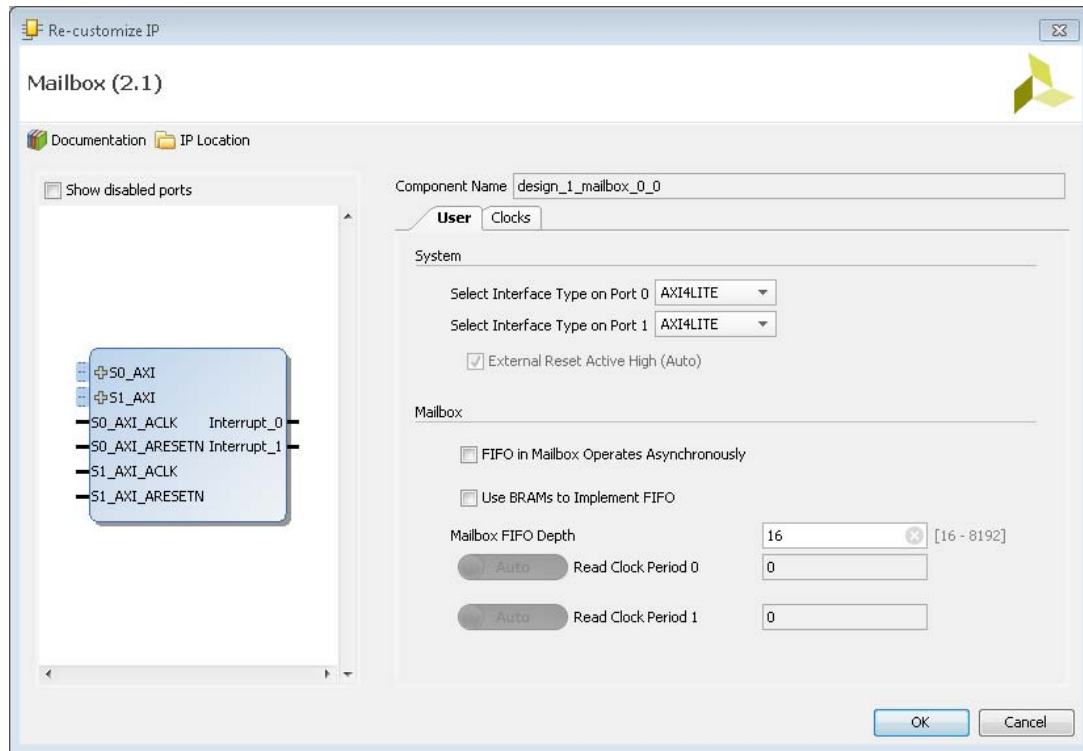 Re-customize IP
Mailbox (2.1)
Documentation IP Location
Show disabled ports
S0_AXI
S1_AXI
S0_AXI_ACLK Interrupt_0
S0_AXI_ARESETN Interrupt_1
S1_AXI_ACLK
S1_AXI_ARESETN
Component Name design_1_mailbox_0_0
User Clocks
System
Select Interface Type on Port 0 AXI4LITE
Select Interface Type on Port 1 AXI4LITE
External Reset Active High (Auto)
Mailbox
FIFO in Mailbox Operates Asynchronously
Use BRAMs to Implement FIFO
Mailbox FIFO Depth 16 [16 - 8192]
Auto Read Clock Period 0 0
Auto Read Clock Period 1 0
OK Cancel